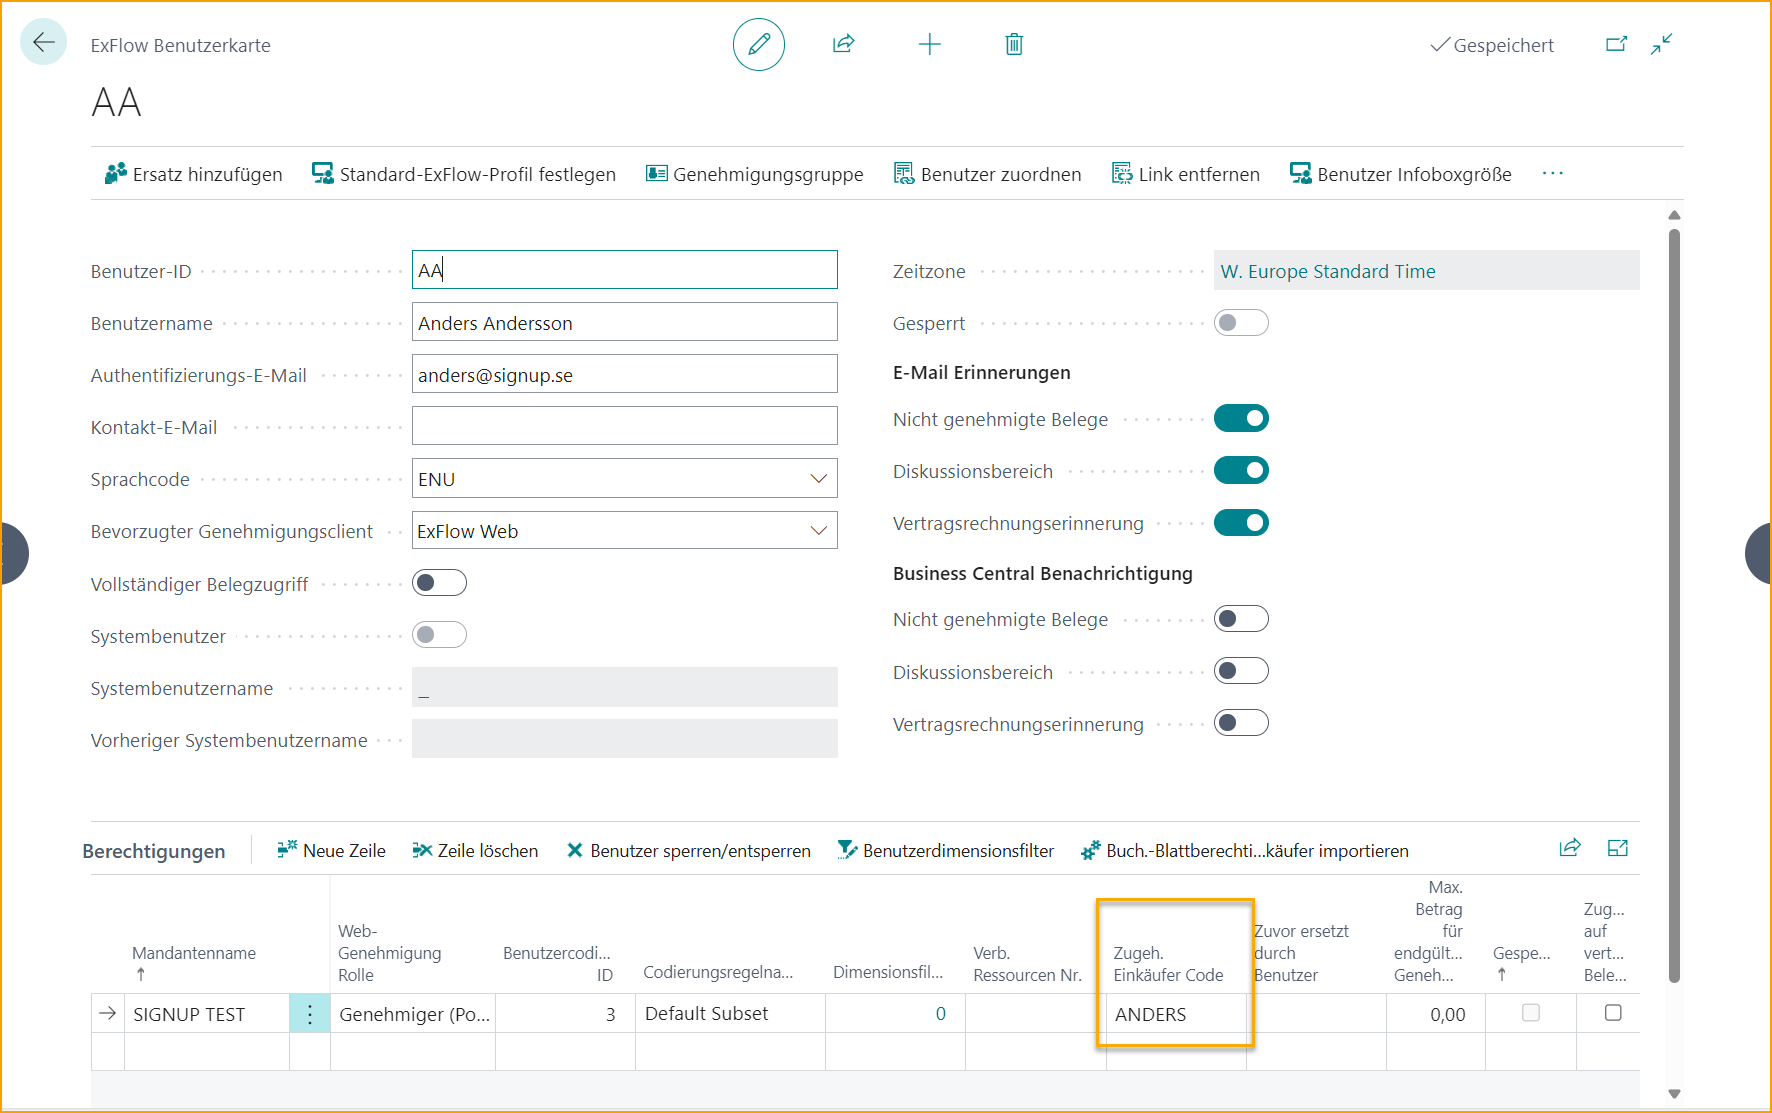 ExFlow Benutzerkarte
Gespeichert
AA
Ersatz hinzufügen
Standard-ExFlow-Profil festlegen
Genehmigungsgruppe
Benutzer zuordnen
Link entfernen
Benutzer Infoboxgröße
Benutzer-ID
AA
Benutzername
Anders Andersson
Authentifizierungs-E-Mail
anders@signup.se
Kontakt-E-Mail
Sprachcode
ENU
Bevorzugter Genehmigungsclient
ExFlow Web
Vollständiger Belegzugriff
Systembenutzer
Systembenutzername
_
Vorheriger Systembenutzername
Zeitzone
W. Europe Standard Time
Gesperrt
E-Mail Erinnerungen
Nicht genehmigte Belege
Diskussionsbereich
Vertragsrechnungserinnerung
Business Central Benachrichtigung
Nicht genehmigte Belege
Diskussionsbereich
Vertragsrechnungserinnerung
Berechtigungen
Neue Zeile
Zeile löschen
Benutzer sperren/entsperren
Benutzerdimensionsfilter
Buch.-Blattberechti...käufer importieren
Mandantenname
Web-
Genehmigung
Rolle
Benutzercodi...
ID
Codierungsregelna...
Dimensionsfil...
Verb.
Ressourcen Nr.
Zugeh.
Einkäufer Code
Zuvor ersetzt
durch
Benutzer
Max.
Betrag
für
endgült...
Geneh...
Gespe...
Zug...
auf
vert...
Bele...
SIGNUP TEST
Genehmiger (Po...
3
Default Subset
0
ANDERS
0,00